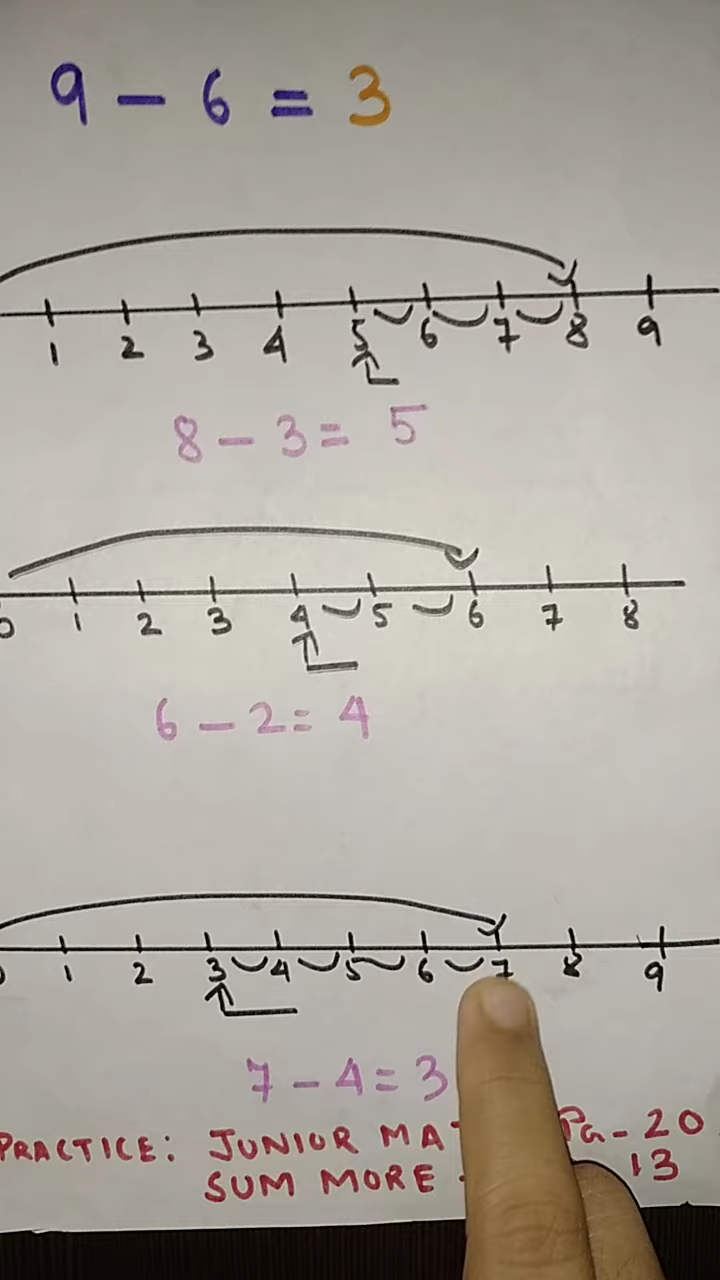 9 - 6 = 3
1 2 3 4 5 6 7 8 9
8 - 3 = 5
0 1 2 3 4 5 6 7 8
6 - 2 = 4
1 2 3 4 5 6 7 8 9
7 - 4 = 3
PRACTICE: JUNIOR - 20
SUM MORE 13